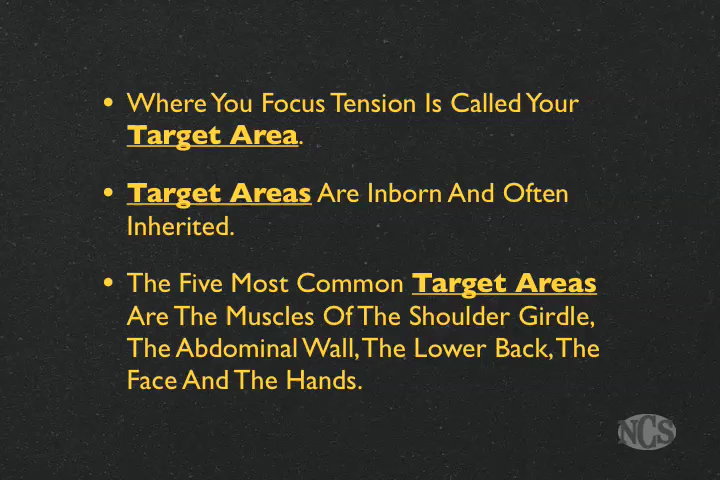 • Where You Focus Tension Is Called Your
Target Area.
• Target Areas Are Inborn And Often
Inherited.
• The Five Most Common Target Areas
Are The Muscles Of The Shoulder Girdle,
The Abdominal Wall, The Lower Back, The
Face And The Hands.
NCS